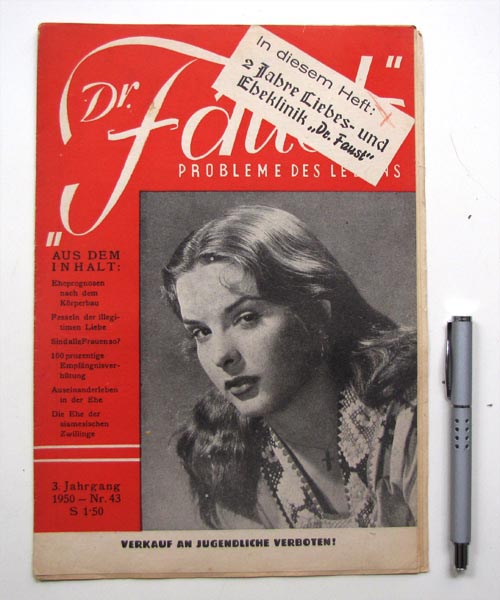 In diesem Heft:
2 Jahre Liebes- und
Eheklinik „Dr. Faust“
„Dr. Faust“
PROBLEME DES LEBENS
AUS DEM
INHALT:
Eheprognosen
nach dem
Körperbau
Fesseln der illegi-
timen Liebe
Sind alle Frauen so?
100 prozentige
Empfängnisver-
hütung
Auseinanderleben
in der Ehe
Die Ehe der
siamesischen
Zwillinge
3. Jahrgang
1950 — Nr. 43
S 1·50
VERKAUF AN JUGENDLICHE VERBOTEN!